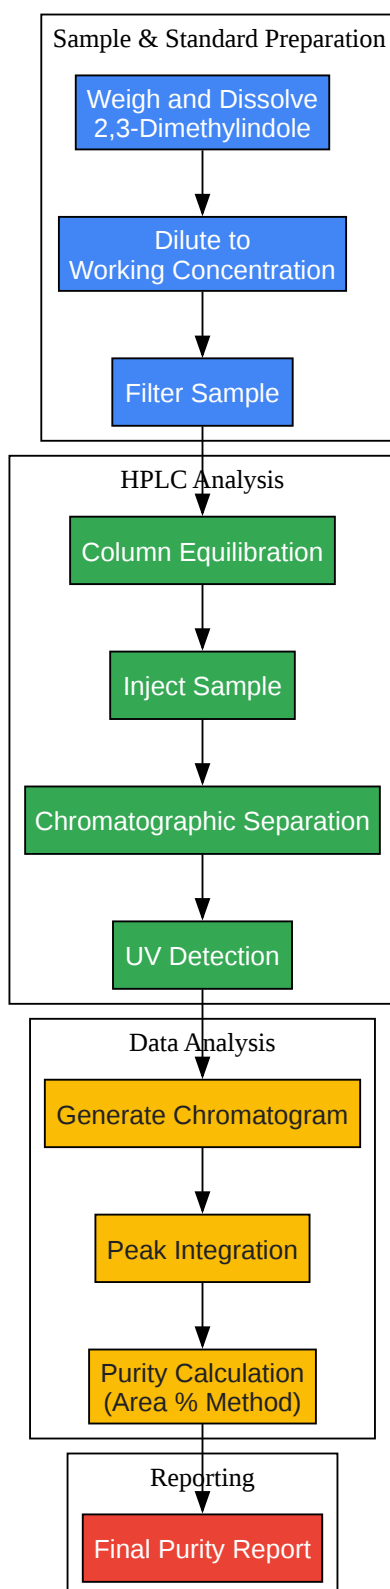 Sample & Standard Preparation
Weigh and Dissolve
2,3-Dimethylindole
Dilute to
Working Concentration
Filter Sample
HPLC Analysis
Column Equilibration
Inject Sample
Chromatographic Separation
UV Detection
Data Analysis
Generate Chromatogram
Peak Integration
Purity Calculation
(Area % Method)
Reporting
Final Purity Report